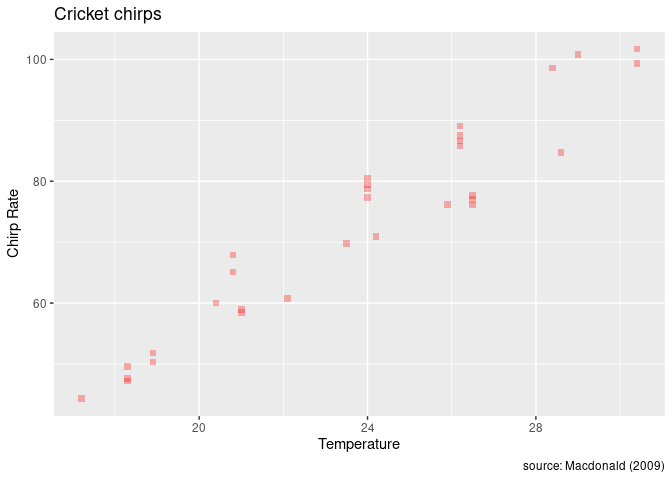 Cricket chirps
100
80
60
Chirp Rate
20 24 28
Temperature
source: Macdonald (2009)